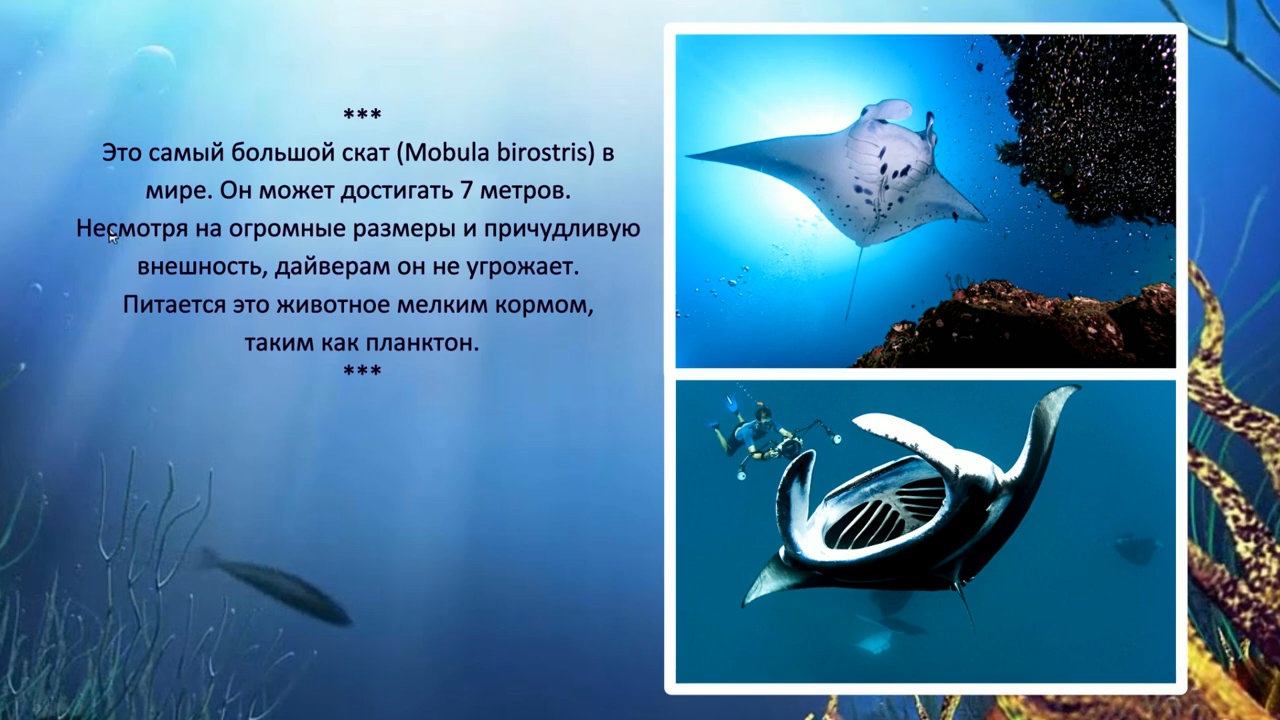 ***
Это самый большой скат (Mobula birostris) в
мире. Он может достигать 7 метров.
Несмотря на огромные размеры и причудливую
внешность, дайверам он не угрожает.
Питается это животное мелким кормом,
таким как планктон.
***